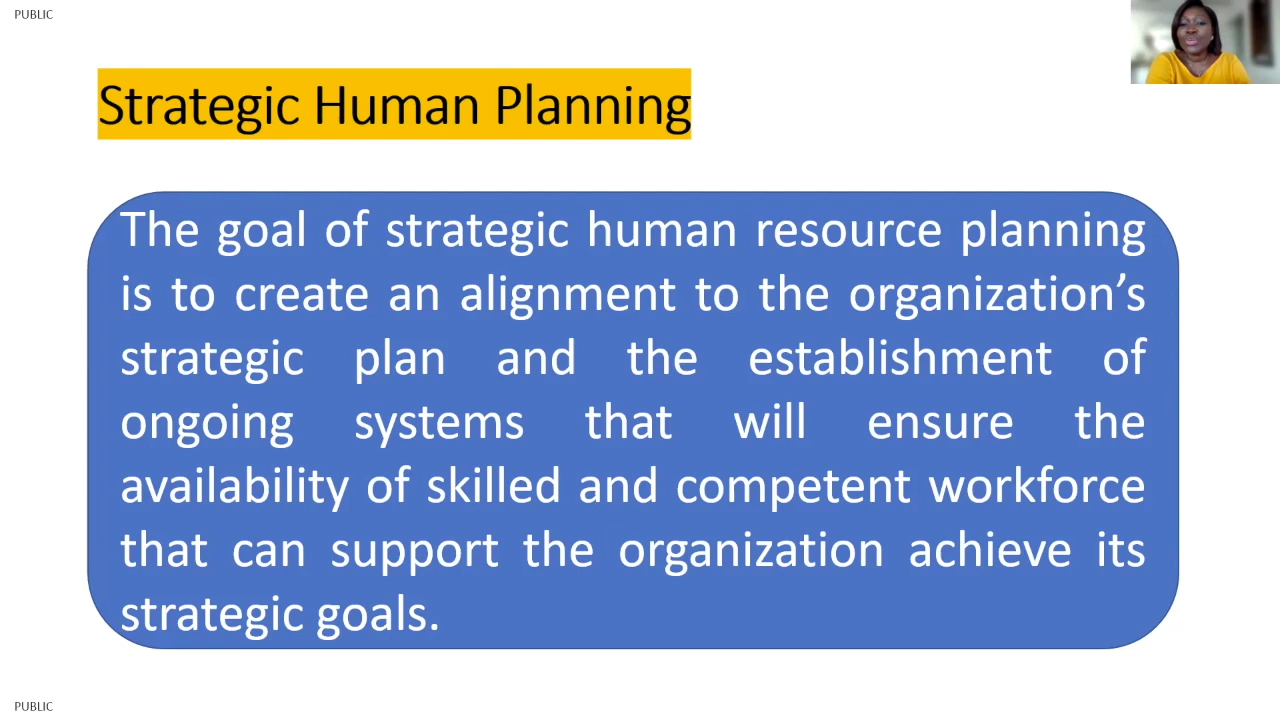 PUBLIC
Strategic Human Planning
The goal of strategic human resource planning
is to create an alignment to the organization’s
strategic plan and the establishment of
ongoing systems that will ensure the
availability of skilled and competent workforce
that can support the organization achieve its
strategic goals.
PUBLIC